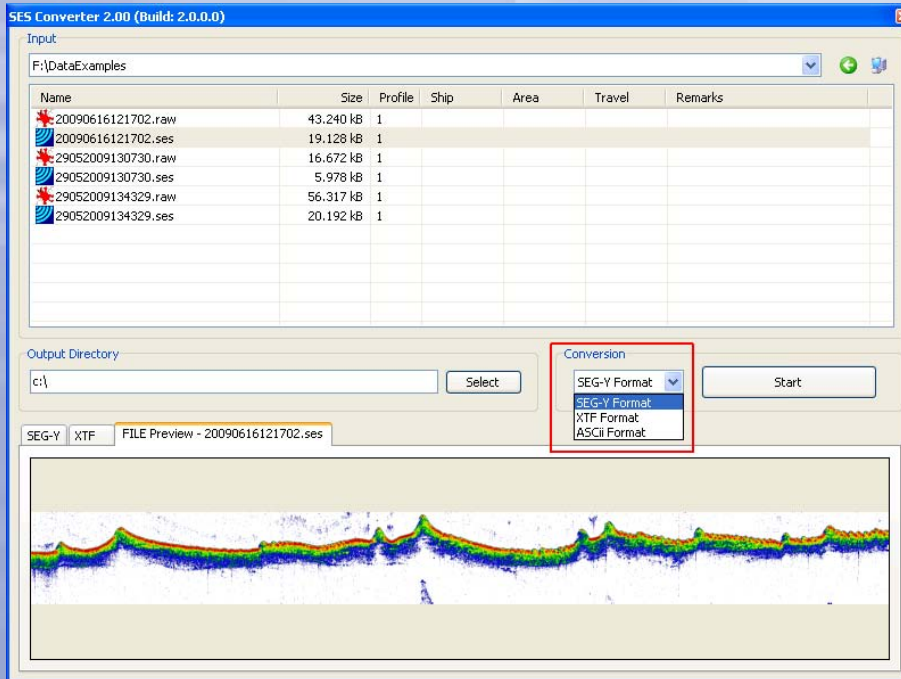 SES Converter 2.00 (Build: 2.0.0.0)
Input
F:\DataExamples
Name Size Profile Ship Area Travel Remarks
20090616121702.raw 43.240 kB 1
20090616121702.ses 19.128 kB 1
29052009130730.raw 16.672 kB 1
29052009130730.ses 5.978 kB 1
29052009134329.raw 56.317 kB 1
29052009134329.ses 20.192 kB 1
Output Directory
c:\ Select
Conversion
SEG-Y Format Start
SEG-Y Format
XTF Format
ASCii Format
SEG-Y XTF FILE Preview - 20090616121702.ses